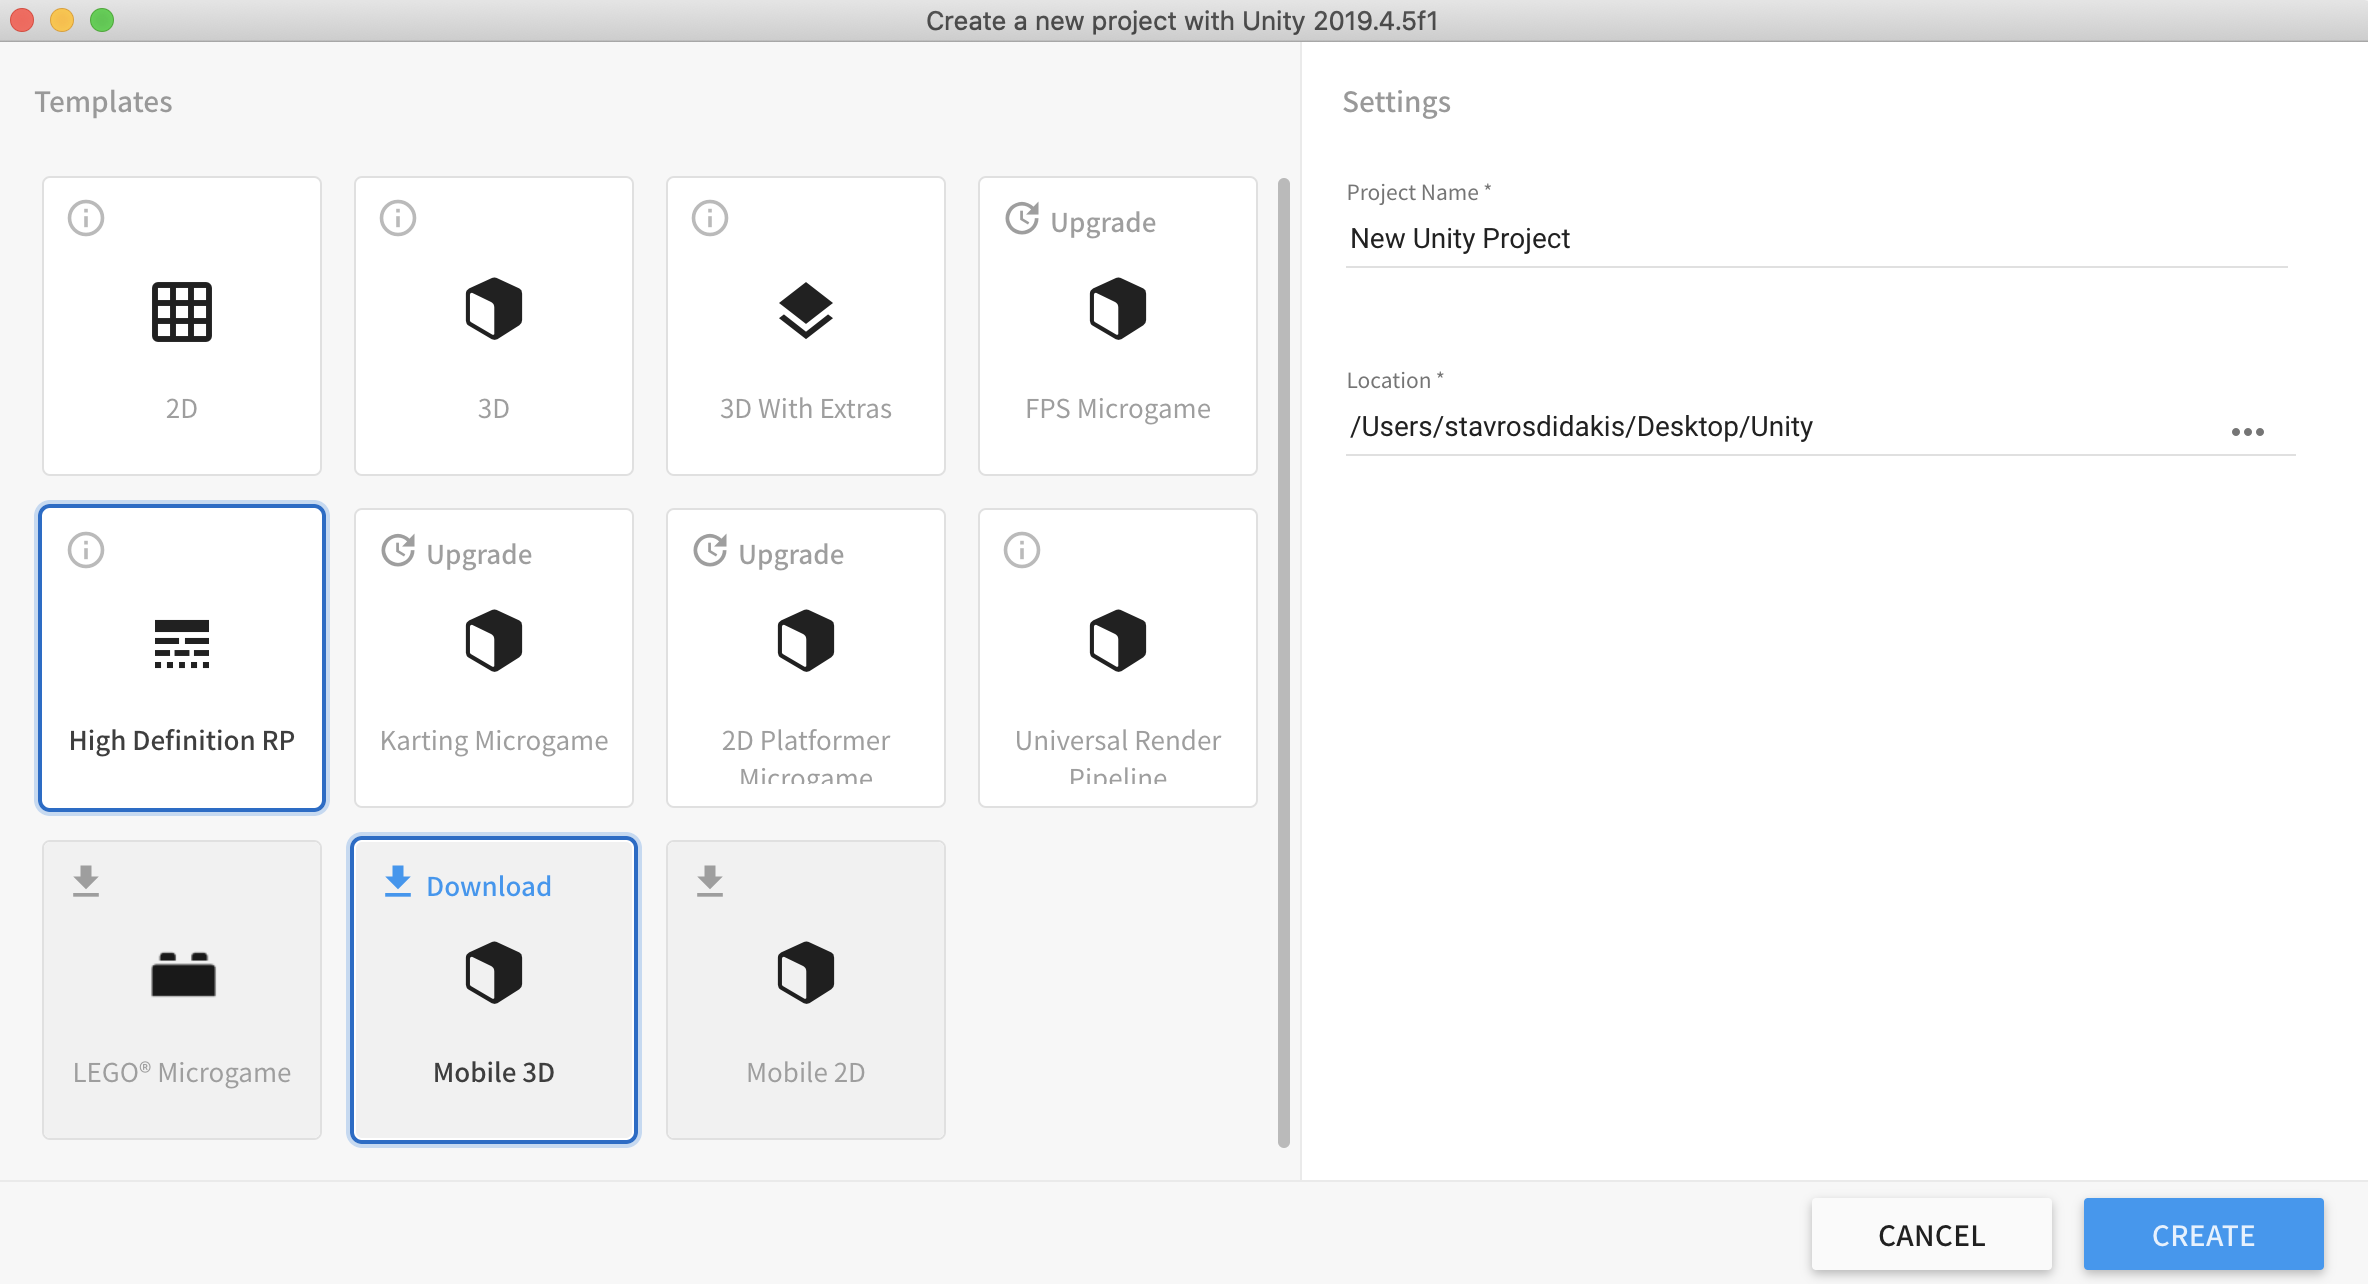 Create a new project with Unity 2019.4.5f1
Templates
2D
3D
3D With Extras
Upgrade
FPS Microgame
High Definition RP
Upgrade
Karting Microgame
Upgrade
2D Platformer
Microgame
Universal Render
Pipeline
LEGO® Microgame
Download
Mobile 3D
Mobile 2D
Settings
Project Name *
New Unity Project
Location *
/Users/stavrosdidakis/Desktop/Unity
CANCEL
CREATE